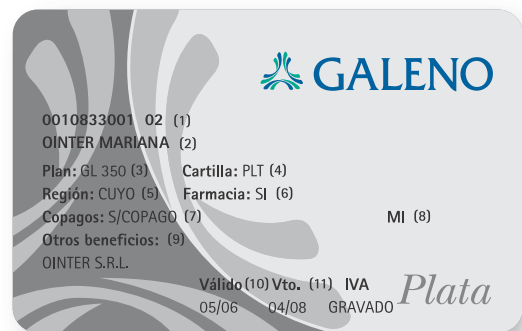 GALENO
0010833001 02 (1)
OINTER MARIANA (2)
Plan: GL 350 (3) Cartilla: PLT (4)
Región: CUYO (5) Farmacia: SI (6)
Copagos: S/COPAGO (7) MI (8)
Otros beneficios: (9)
OINTER S.R.L.
Válido (10) Vto. (11) IVA
05/06 04/08 GRAVADO Plata